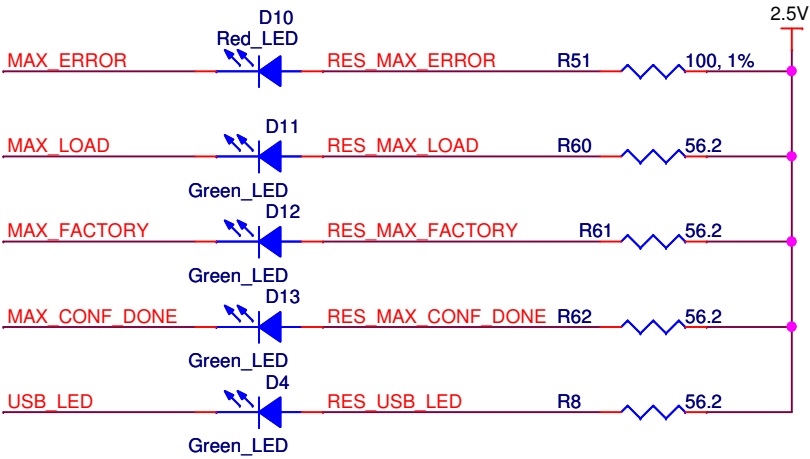 2.5V
D10
Red_LED
MAX_ERROR RES_MAX_ERROR R51 100, 1%
D11
MAX_LOAD RES_MAX_LOAD R60 56.2
Green_LED
D12
MAX_FACTORY RES_MAX_FACTORY R61 56.2
Green_LED
D13
MAX_CONF_DONE RES_MAX_CONF_DONE R62 56.2
Green_LED
D4
USB_LED RES_USB_LED R8 56.2
Green_LED